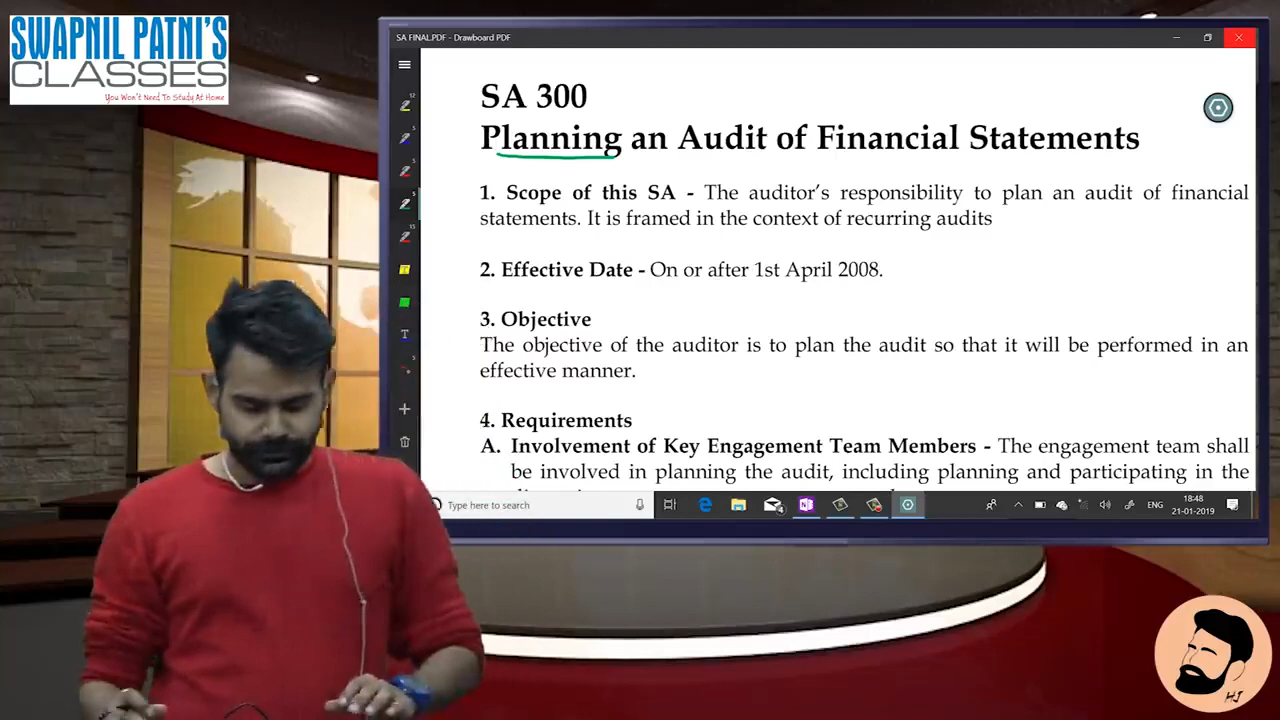 SWAPNIL PATNI'S
CLASSES
You Won't Need To Study At Home
SA FINAL.PDF - Drawboard PDF
SA 300
Planning an Audit of Financial Statements
1. Scope of this SA - The auditor's responsibility to plan an audit of financial
statements. It is framed in the context of recurring audits
2. Effective Date - On or after 1st April 2008.
3. Objective
The objective of the auditor is to plan the audit so that it will be performed in an
effective manner.
4. Requirements
A. Involvement of Key Engagement Team Members - The engagement team shall
be involved in planning the audit, including planning and participating in the
Type here to search
ENG
18:48
21-01-2019
HJ